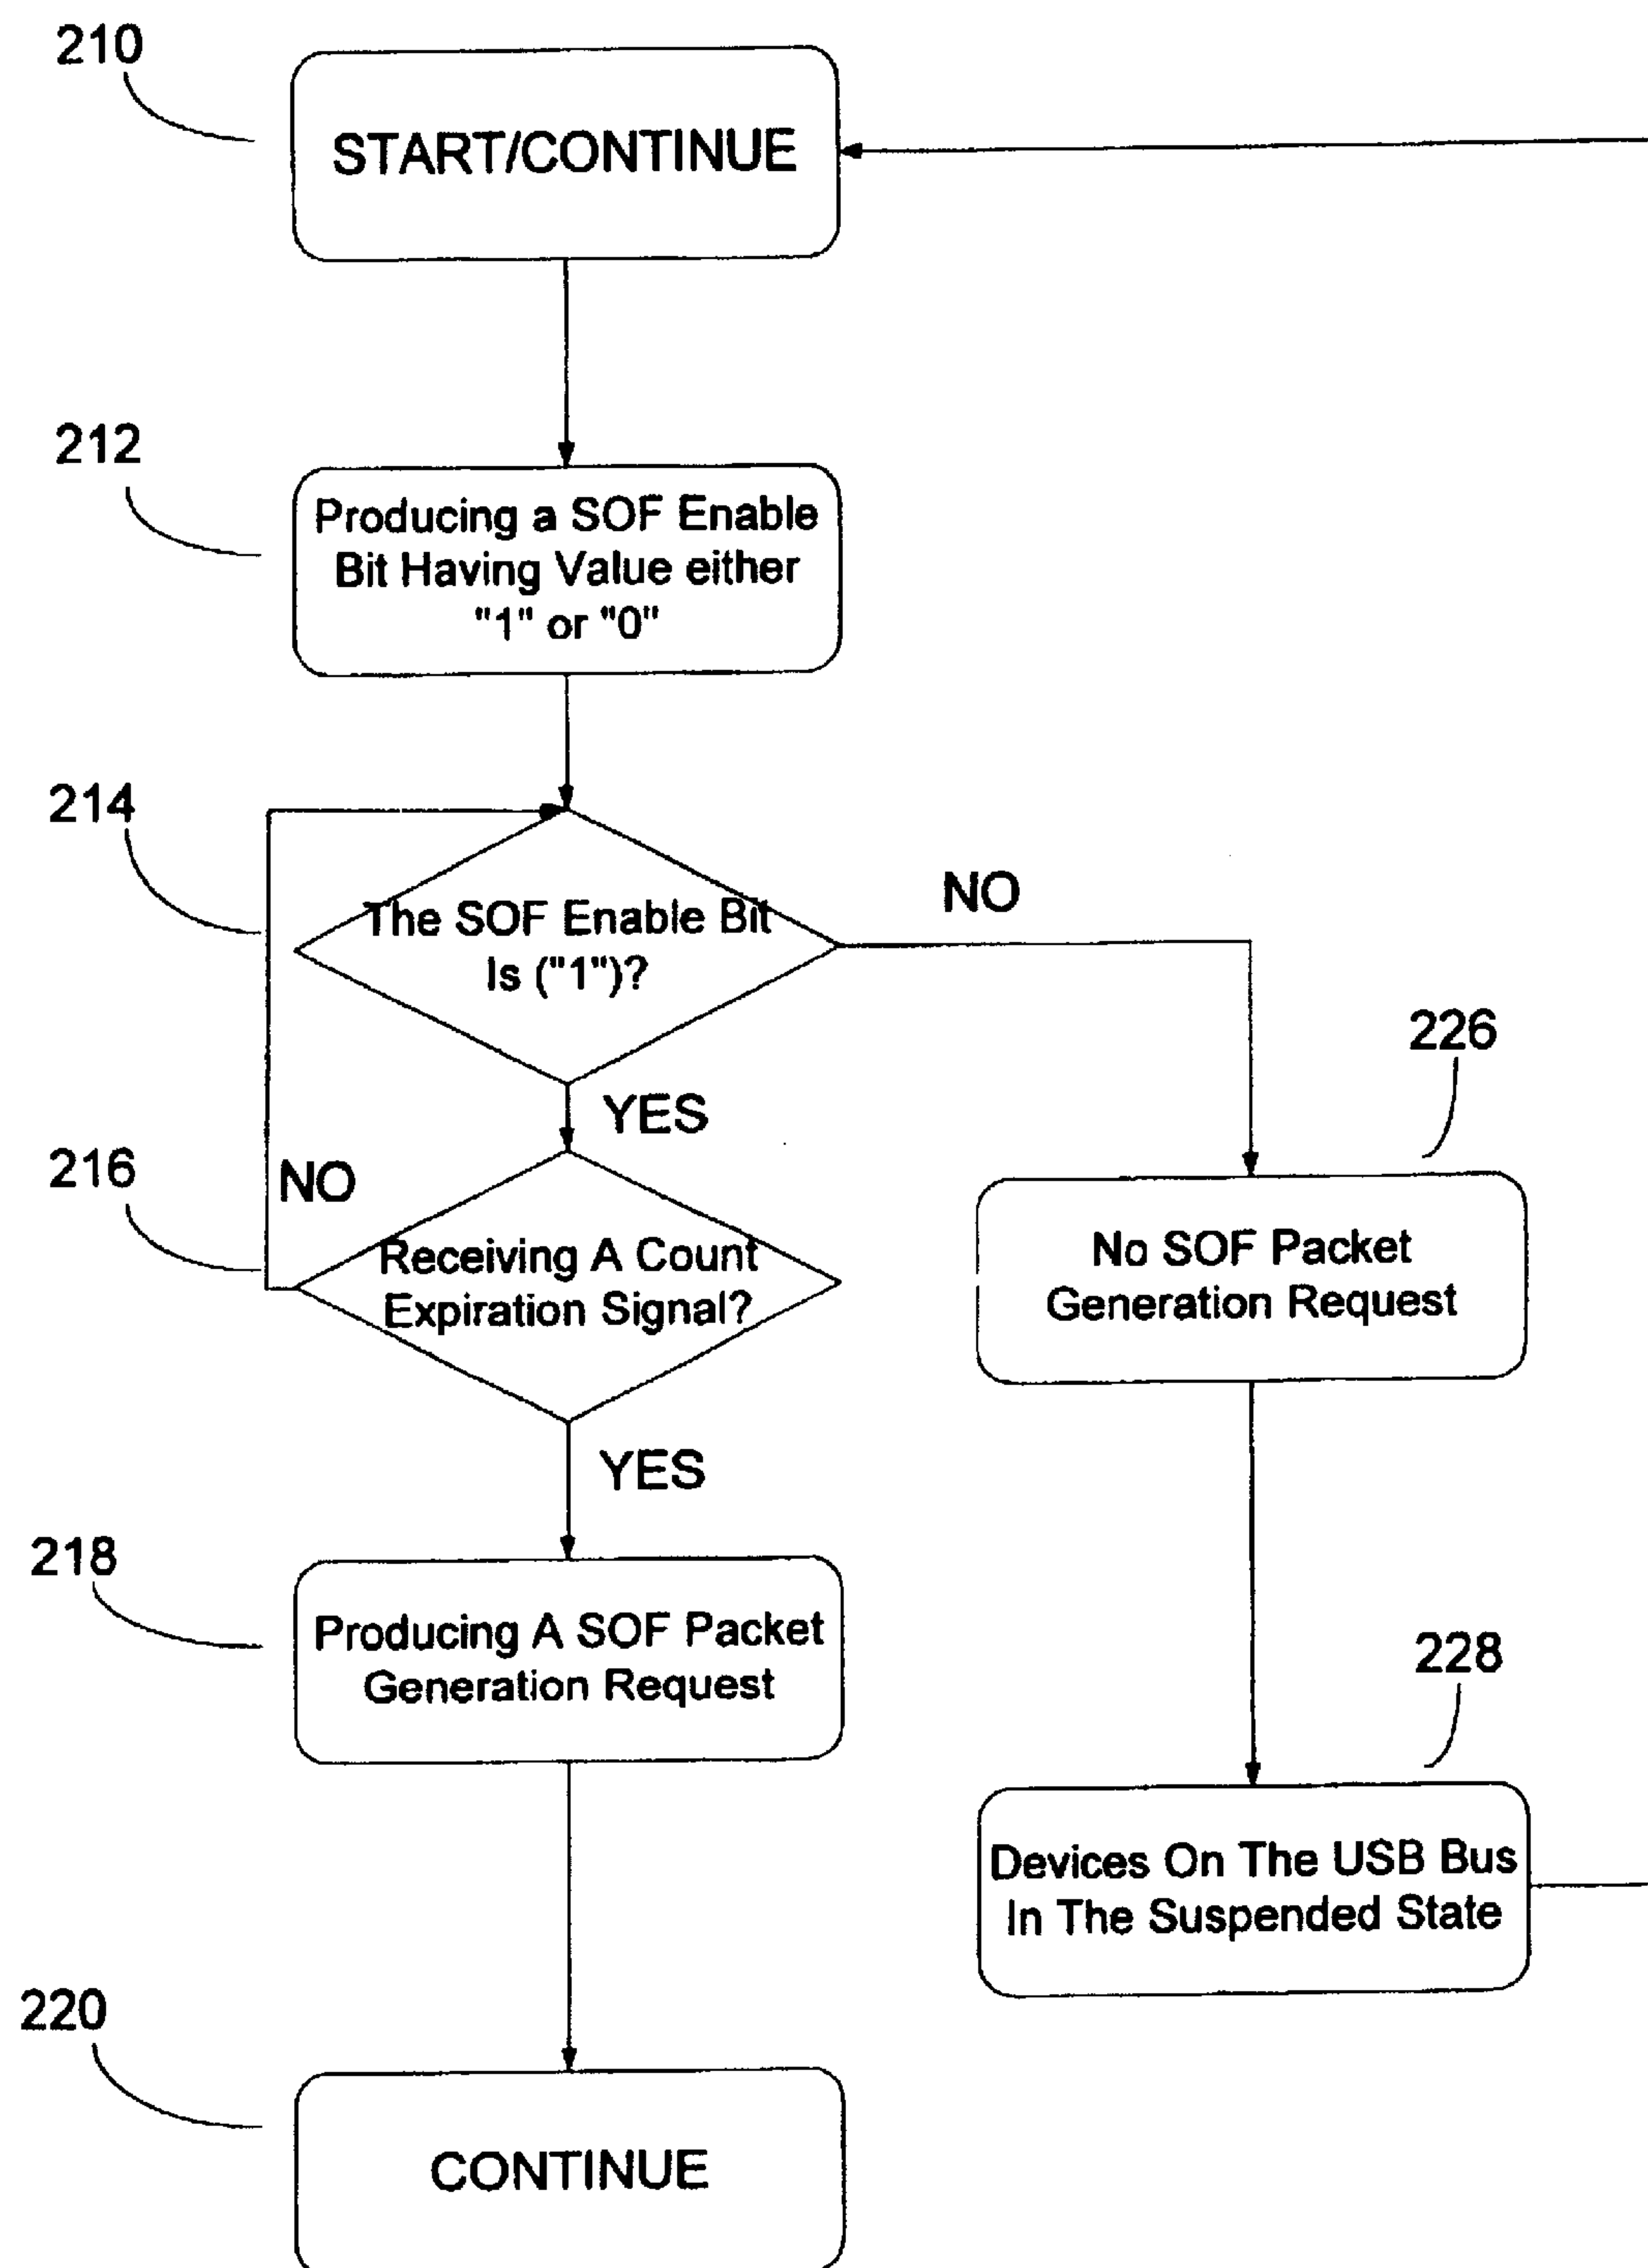 210
START/CONTINUE
212
Producing a SOF Enable
Bit Having Value either
"1" or "0"
214
The SOF Enable Bit
Is ("1")?
NO
YES
226
216
NO
Receiving A Count
Expiration Signal?
No SOF Packet
Generation Request
YES
218
Producing A SOF Packet
Generation Request
228
Devices On The USB Bus
In The Suspended State
220
CONTINUE